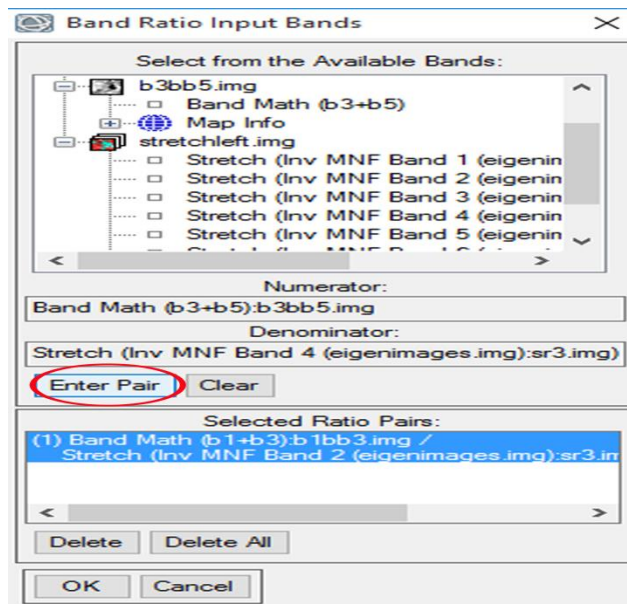 Band Ratio Input Bands
Select from the Available Bands:
b3bb5.img
Band Math (b3+b5)
Map Info
stretchleft.img
Stretch (Inv MNF Band 1 (eigenin
Stretch (Inv MNF Band 2 (eigenin
Stretch (Inv MNF Band 3 (eigenin
Stretch (Inv MNF Band 4 (eigenin
Stretch (Inv MNF Band 5 (eigenin
Numerator:
Band Math (b3+b5):b3bb5.img
Denominator:
Stretch (Inv MNF Band 4 (eigenimages.img):sr3.img)
Enter Pair Clear
Selected Ratio Pairs:
(1) Band Math (b1+b3):b1bb3.img /
Stretch (Inv MNF Band 2 (eigenimages.img):sr3.im
Delete Delete All
OK Cancel